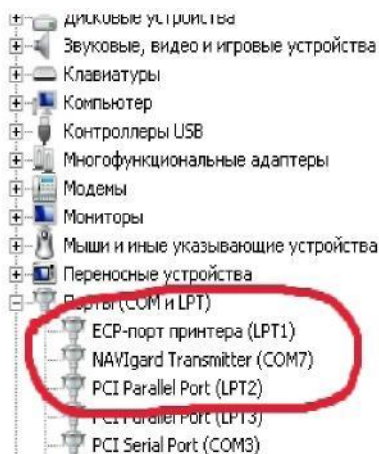 Дисковые устройства
Звуковые, видео и игровые устройства
Клавиатуры
Компьютер
Контроллеры USB
Многофункциональные адаптеры
Модемы
Мониторы
Мыши и иные указывающие устройства
Переносные устройства
Порты (COM и LPT)
ECP-порт принтера (LPT1)
NAVIgard Transmitter (COM7)
PCI Parallel Port (LPT2)
PCI Parallel Port (LPT3)
PCI Serial Port (COM3)